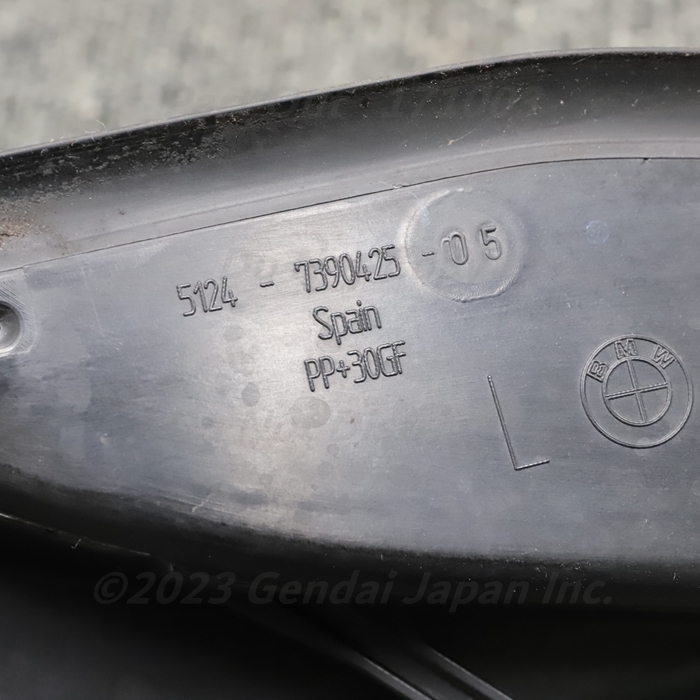 5124 - 7390425 - 05
Spain
PP+30GF
L
BMW
©2023 Gendai Japan Inc.